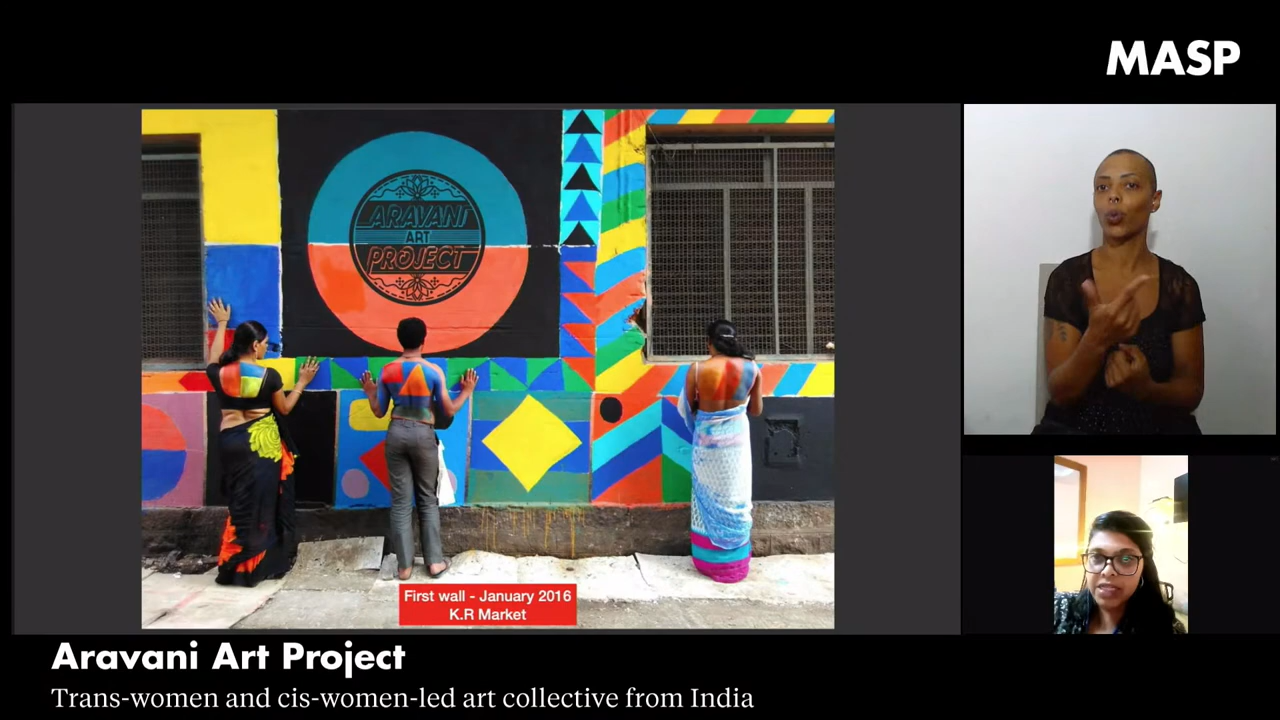 MASP
ARAVANI
ART
PROJECT
First wall - January 2016
K.R Market
Aravani Art Project
Trans-women and cis-women-led art collective from India